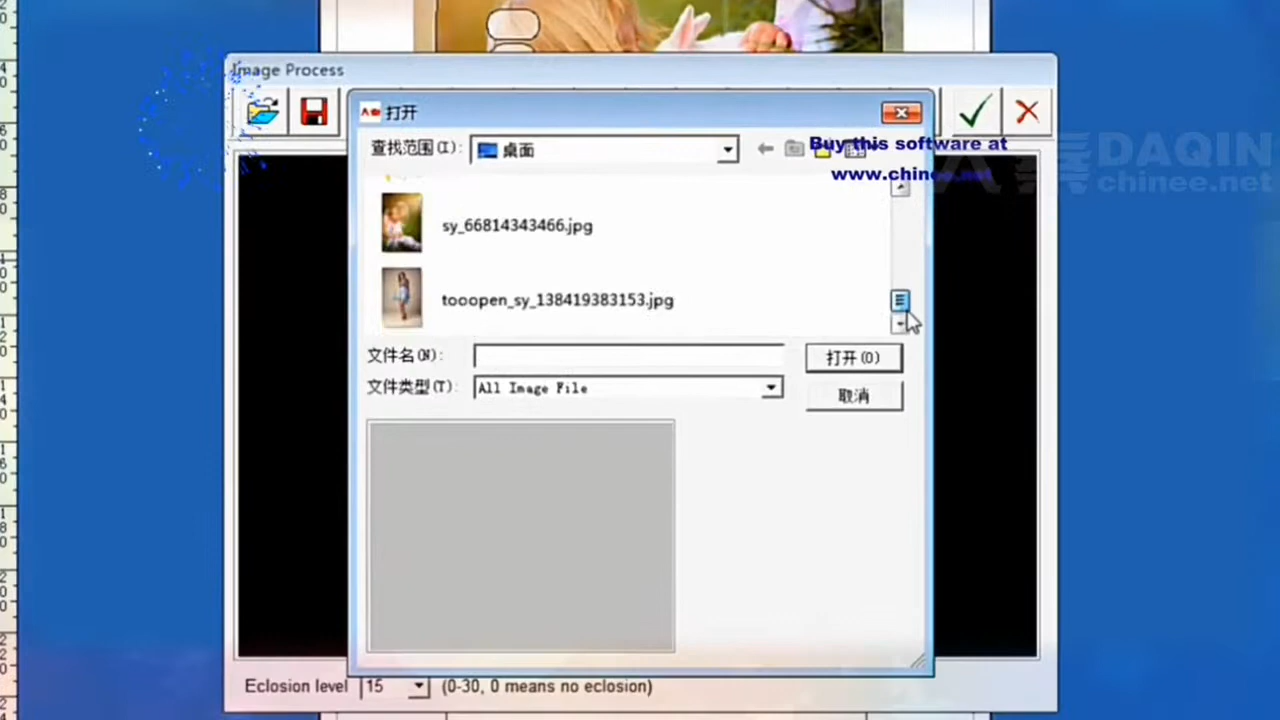 Image Process
打开
查找范围(I):
桌面
Buy this software at
www.chinee.net
DAQIN
chinee.net
sy_66814343466.jpg
tooopen_sy_138419383153.jpg
文件名(N):
打开(O)
文件类型(T):
All Image File
取消
Eclosion level
15
(0-30, 0 means no eclosion)